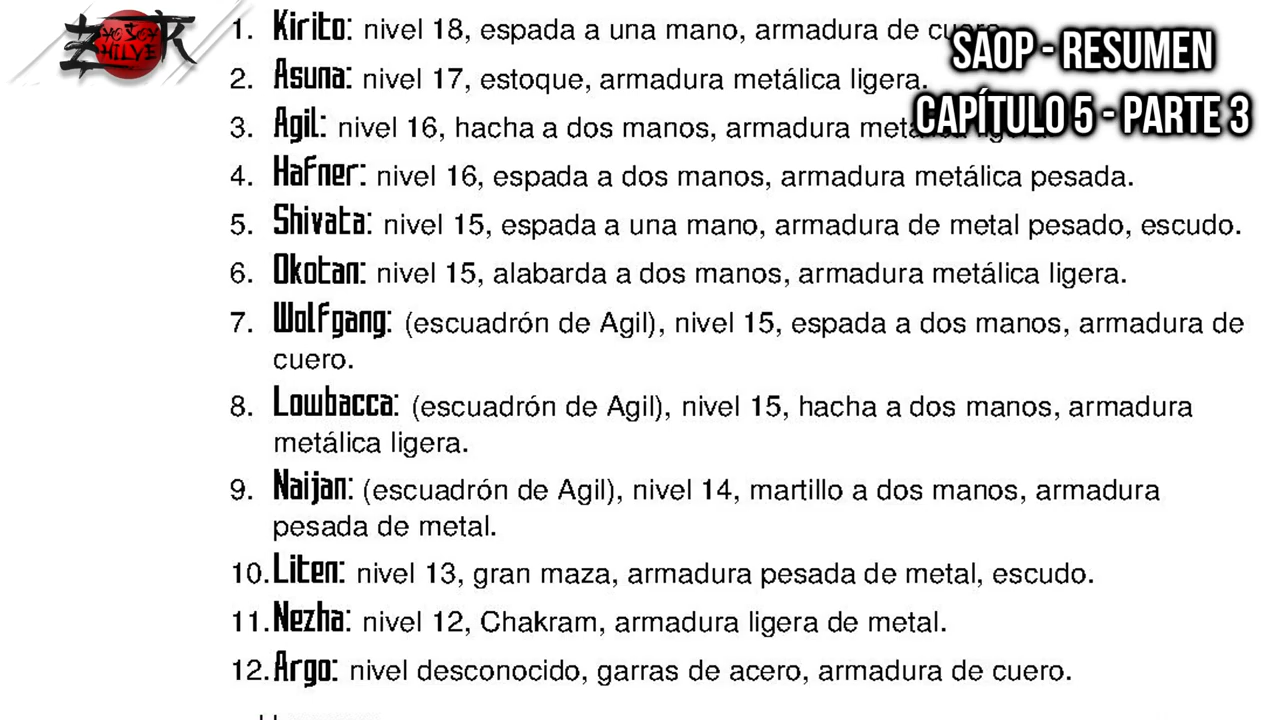 YO SOY
ZHILVER
SAOP - RESUMEN
CAPÍTULO 5 - PARTE 3
1. Kirito: nivel 18, espada a una mano, armadura de cuero.
2. Asuna: nivel 17, estoque, armadura metálica ligera.
3. Agil: nivel 16, hacha a dos manos, armadura metálica ligera.
4. Hafner: nivel 16, espada a dos manos, armadura metálica pesada.
5. Shivata: nivel 15, espada a una mano, armadura de metal pesado, escudo.
6. Okotan: nivel 15, alabarda a dos manos, armadura metálica ligera.
7. Wolfgang: (escuadrón de Agil), nivel 15, espada a dos manos, armadura de
cuero.
8. Lowbacca: (escuadrón de Agil), nivel 15, hacha a dos manos, armadura
metálica ligera.
9. Naijan: (escuadrón de Agil), nivel 14, martillo a dos manos, armadura
pesada de metal.
10. Liten: nivel 13, gran maza, armadura pesada de metal, escudo.
11. Nezha: nivel 12, Chakram, armadura ligera de metal.
12. Argo: nivel desconocido, garras de acero, armadura de cuero.